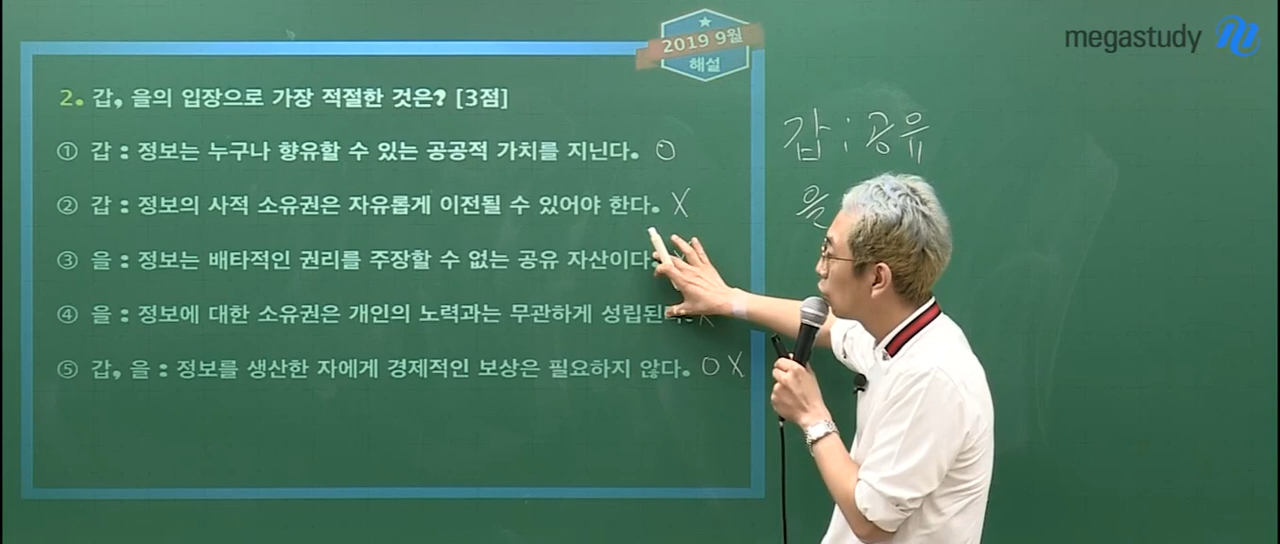 megastudy
2019 9월
해설
2. 갑, 을의 입장으로 가장 적절한 것은? [3점]
① 갑 : 정보는 누구나 향유할 수 있는 공공적 가치를 지닌다. O
② 갑 : 정보의 사적 소유권은 자유롭게 이전될 수 있어야 한다. X
③ 을 : 정보는 배타적인 권리를 주장할 수 없는 공유 자산이다. X
④ 을 : 정보에 대한 소유권은 개인의 노력과는 무관하게 성립된다. X
⑤ 갑, 을 : 정보를 생산한 자에게 경제적인 보상은 필요하지 않다. O X
갑 : 공유
을